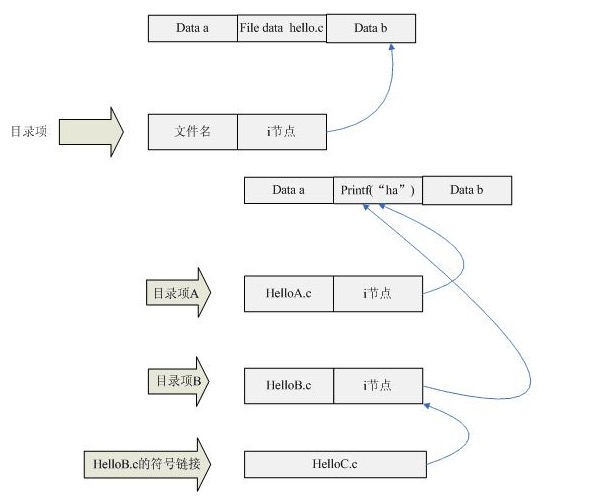 Data a File data hello.c Data b
目录项 文件名 i节点
Data a Printf(“ha”) Data b
目录项A HelloA.c i节点
目录项B HelloB.c i节点
HelloB.c的符号链接 HelloC.c